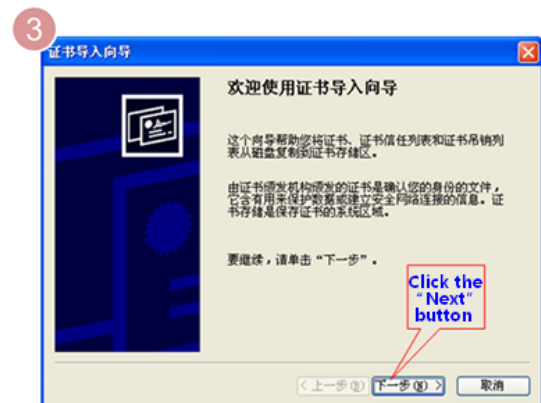 3
证书导入向导
欢迎使用证书导入向导
这个向导帮助您将证书、证书信任列表和证书吊销列
表从磁盘复制到证书存储区。
由证书颁发机构颁发的证书是确认您的身份的文件，
它含有用来保护数据或建立安全网络连接的信息。证
书存储是保存证书的系统区域。
要继续，请单击“下一步”。
Click the
“Next”
button
< 上一步(B)
下一步(N) >
取消